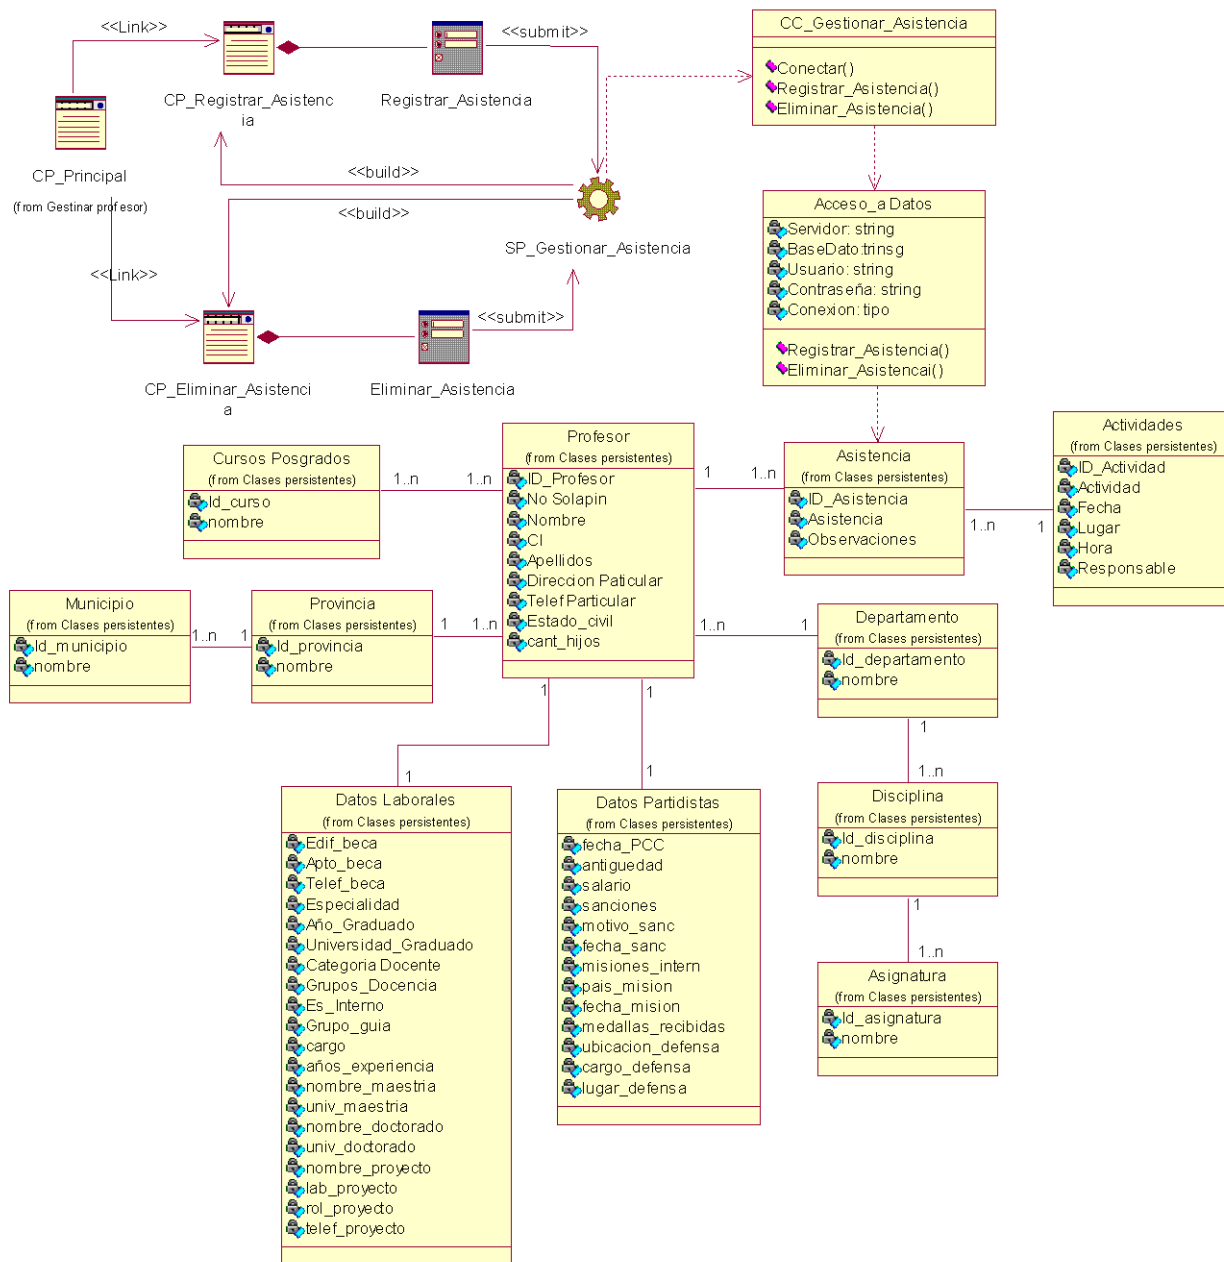 <<Link>>
<<submit>>
CP_Registrar_Asistenc
ia
Registrar_Asistencia
CP_Principal
(from Gestinar profesor)
<<build>>
<<build>>
SP_Gestionar_Asistencia
<<Link>>
<<submit>>
CP_Eliminar_Asistenci
a
Eliminar_Asistencia
CC_Gestionar_Asistencia
Conectar()
Registrar_Asistencia()
Eliminar_Asistencia()
Acceso_a Datos
Servidor: string
BaseDato:trinsg
Usuario: string
Contraseña: string
Conexion: tipo
Registrar_Asistencia()
Eliminar_Asistencai()
Cursos Posgrados
(from Clases persistentes)
Id_curso
nombre
1..n
1..n
Profesor
(from Clases persistentes)
ID_Profesor
No Solapin
Nombre
CI
Apellidos
Direccion Paticular
Telef Particular
Estado_civil
cant_hijos
1
1..n
Asistencia
(from Clases persistentes)
ID_Asistencia
Asistencia
Observaciones
1..n
1
Actividades
(from Clases persistentes)
ID_Actividad
Actividad
Fecha
Lugar
Hora
Responsable
Municipio
(from Clases persistentes)
Id_municipio
nombre
1..n
1
Provincia
(from Clases persistentes)
Id_provincia
nombre
1
1..n
1..n
1
Departamento
(from Clases persistentes)
Id_departamento
nombre
1
1..n
Disciplina
(from Clases persistentes)
Id_disciplina
nombre
1
1..n
Asignatura
(from Clases persistentes)
Id_asignatura
nombre
1
1
Datos Laborales
(from Clases persistentes)
Edif_beca
Apto_beca
Telef_beca
Especialidad
Año_Graduado
Universidad_Graduado
Categoria Docente
Grupos_Docencia
Es_Interno
Grupo_guia
cargo
años_experiencia
nombre_maestria
univ_maestria
nombre_doctorado
univ_doctorado
nombre_proyecto
lab_proyecto
rol_proyecto
telef_proyecto
1
1
Datos Partidistas
(from Clases persistentes)
fecha_PCC
antiguedad
salario
sanciones
motivo_sanc
fecha_sanc
misiones_intern
pais_mision
fecha_mision
medallas_recibidas
ubicacion_defensa
cargo_defensa
lugar_defensa